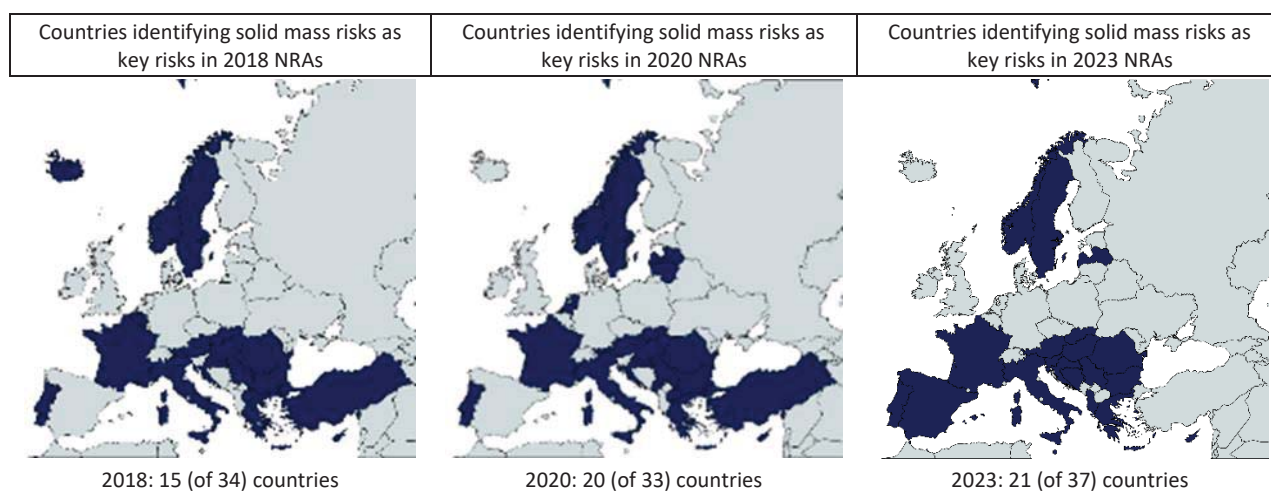 Countries identifying solid mass risks as
key risks in 2018 NRAs
Countries identifying solid mass risks as
key risks in 2020 NRAs
Countries identifying solid mass risks as
key risks in 2023 NRAs
2018: 15 (of 34) countries
2020: 20 (of 33) countries
2023: 21 (of 37) countries